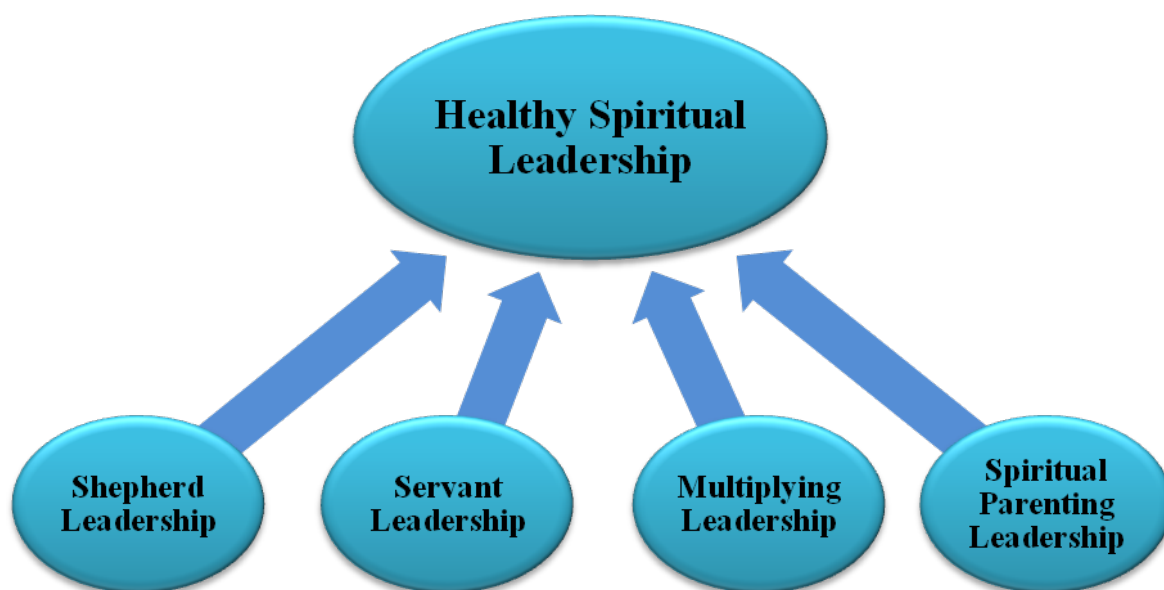 Healthy Spiritual
Leadership
Shepherd
Leadership
Servant
Leadership
Multiplying
Leadership
Spiritual
Parenting
Leadership